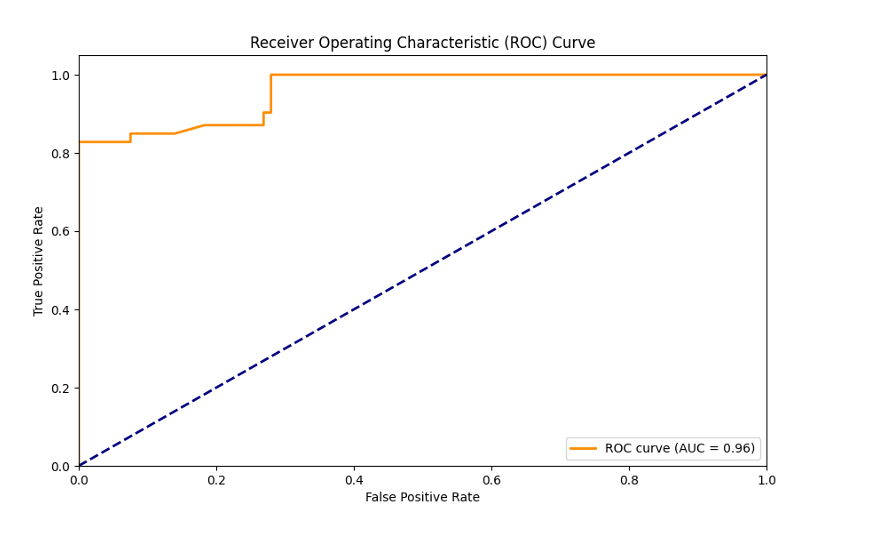 Receiver Operating Characteristic (ROC) Curve
1.0
0.8
0.6
0.4
0.2
0.0
True Positive Rate
0.0 0.2 0.4 0.6 0.8 1.0
False Positive Rate
ROC curve (AUC = 0.96)